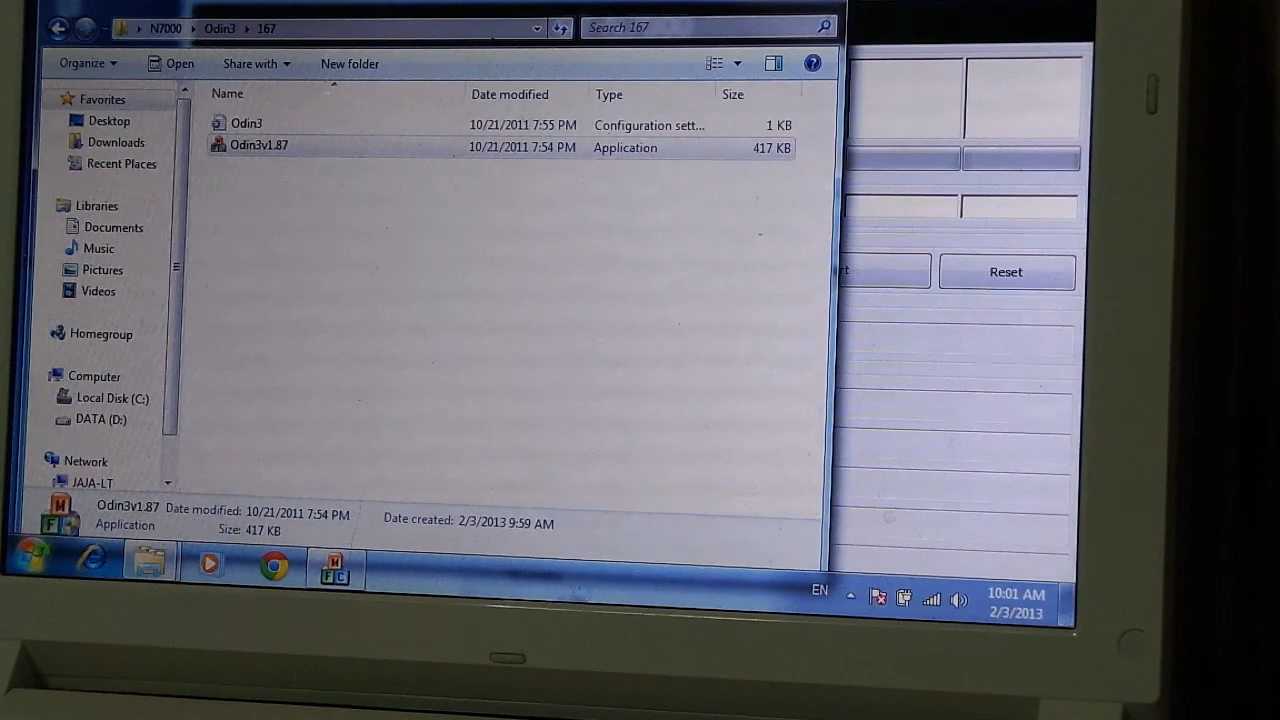 N7000 Odin3 167 Search 167
Organize Open Share with New folder
Name Date modified Type Size
Odin3 10/21/2011 7:55 PM Configuration sett... 1 KB
Odin3v1.87 10/21/2011 7:54 PM Application 417 KB
Favorites
Desktop
Downloads
Recent Places
Libraries
Documents
Music
Pictures
Videos
Homegroup
Computer
Local Disk (C:)
DATA (D:)
Network
JAJA-LT
Reset
Odin3v1.87 Date modified: 10/21/2011 7:54 PM Date created: 2/3/2013 9:59 AM
Application Size: 417 KB
M
F
M
F C
EN
10:01 AM
2/3/2013